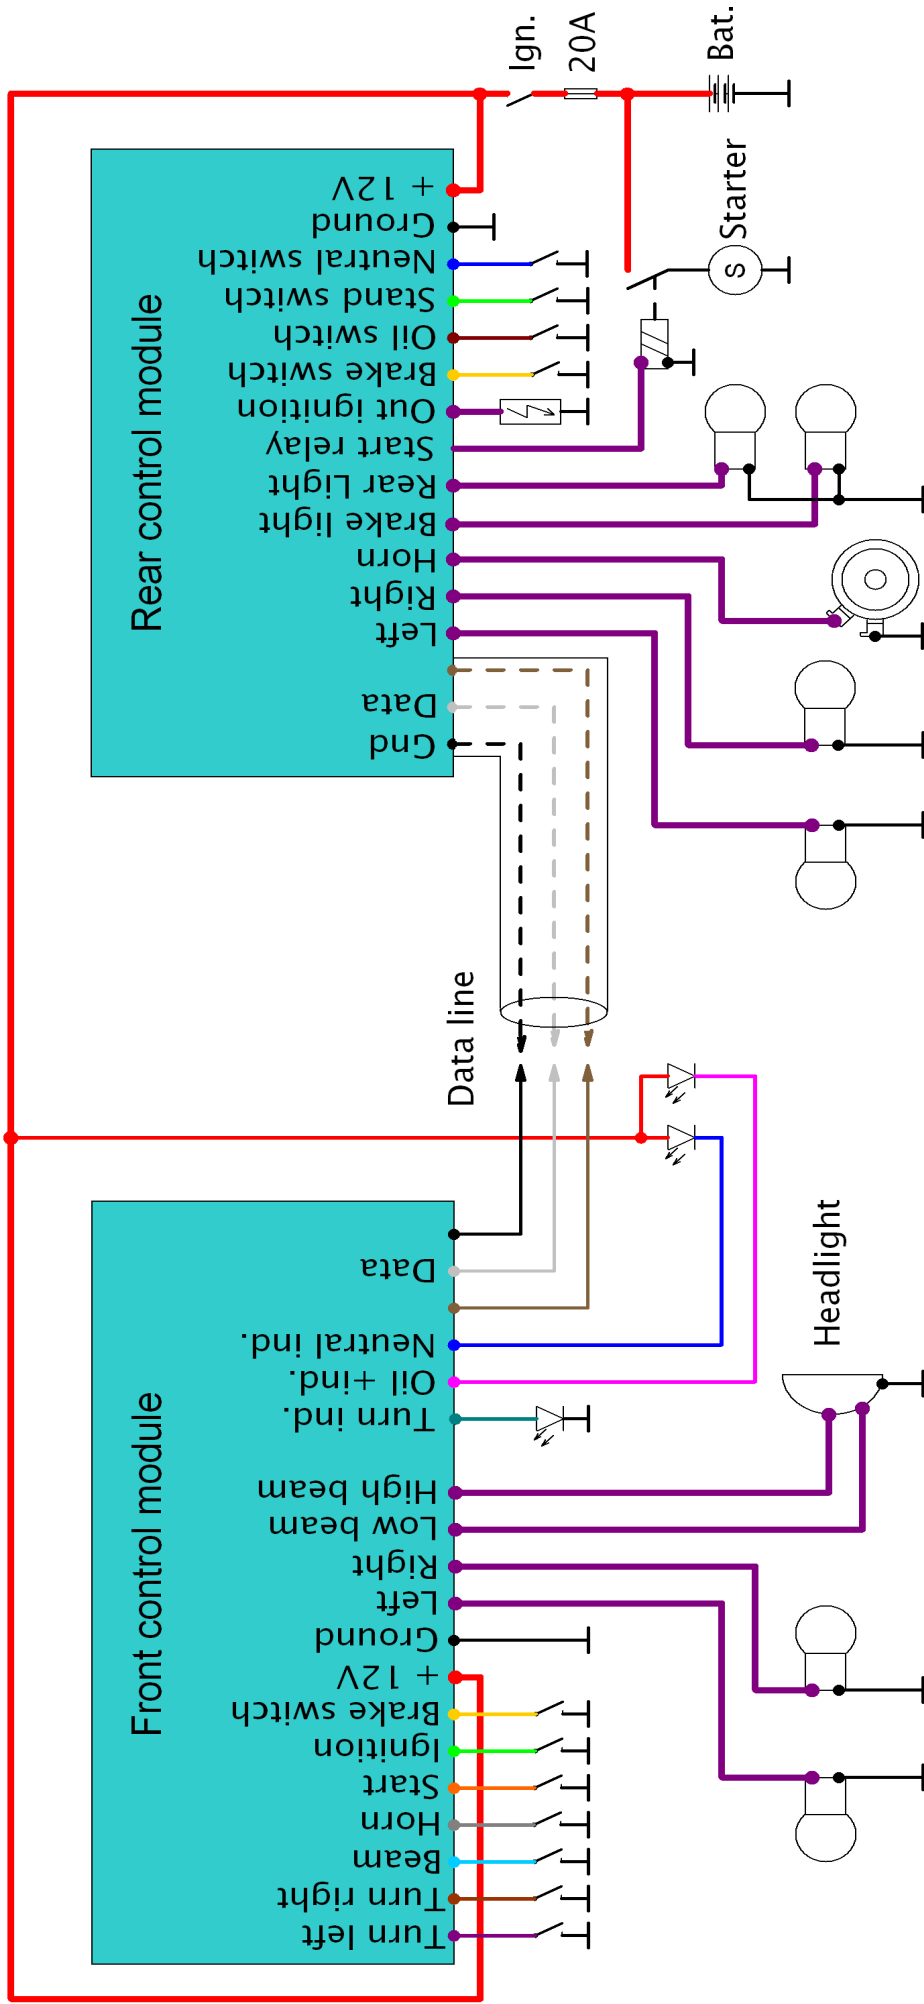 Ign.
20A
Bat.
Starter
Rear control module
+ 12V
Ground
Neutral switch
Stand switch
Oil switch
Brake switch
Out ignition
Start relay
Rear Light
Brake light
Horn
Right
Left
Data
Gnd
S
Data line
Front control module
Data
Neutral ind.
Oil +ind.
Turn ind.
High beam
Low beam
Right
Left
Ground
+ 12V
Brake switch
Ignition
Start
Horn
Beam
Turn right
Turn left
Headlight